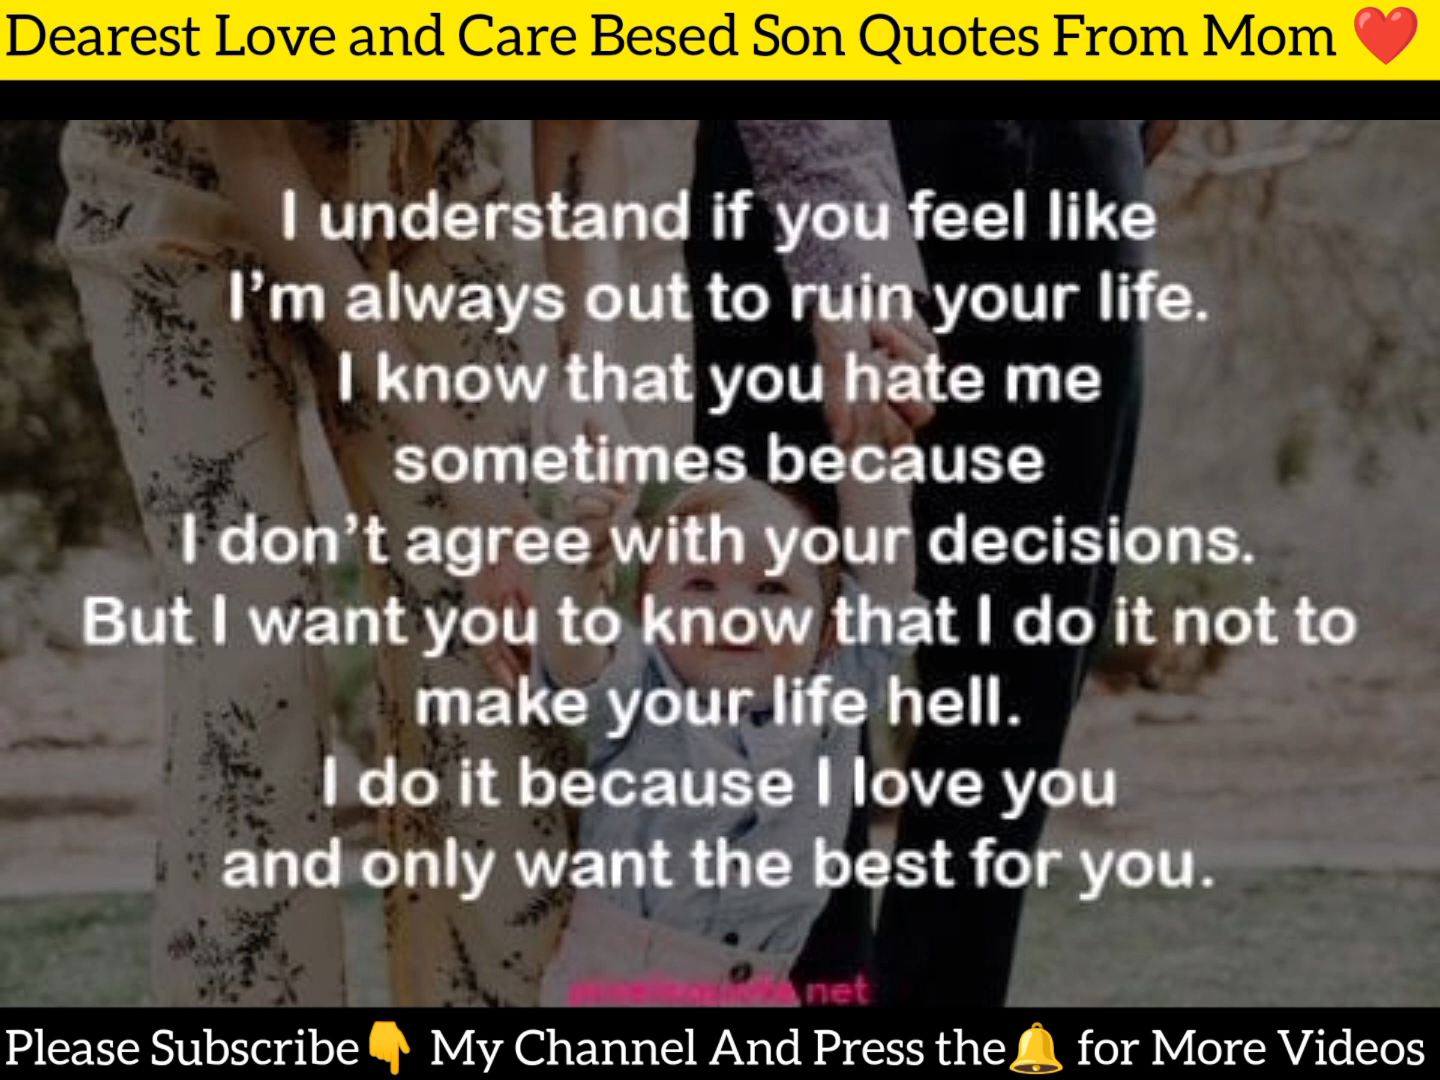 Dearest Love and Care Besed Son Quotes From Mom ❤️
I understand if you feel like
I’m always out to ruin your life.
I know that you hate me
sometimes because
I don’t agree with your decisions.
But I want you to know that I do it not to
make your life hell.
I do it because I love you
and only want the best for you.
.net
Please Subscribe👇 My Channel And Press the🔔 for More Videos